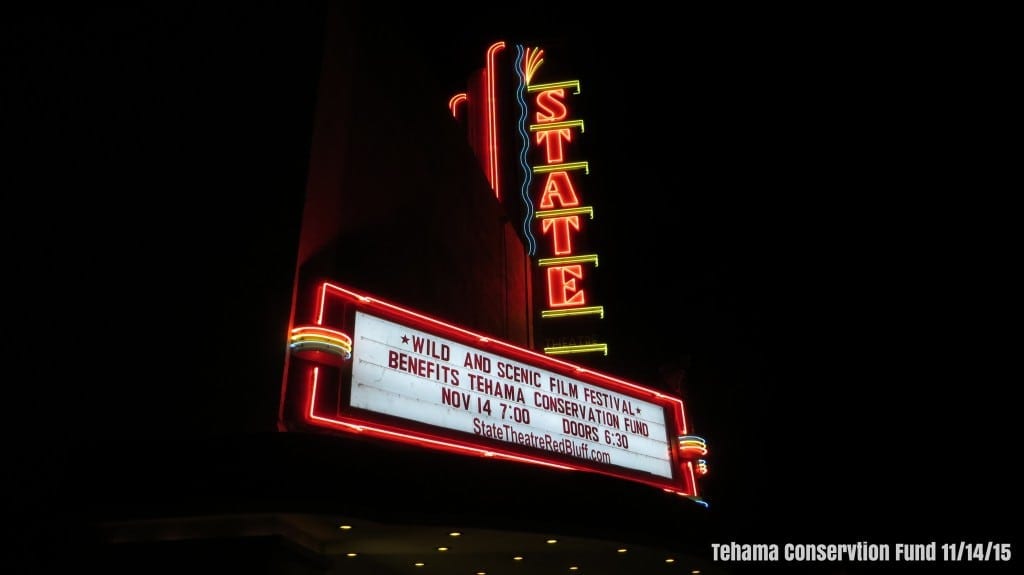 STATE
THEATRE
★WILD AND SCENIC FILM FESTIVAL★
BENEFITS TEHAMA CONSERVATION FUND
NOV 14 7:00 DOORS 6:30
StateTheatreRedBluff.com
Tehama Conservtion Fund 11/14/15